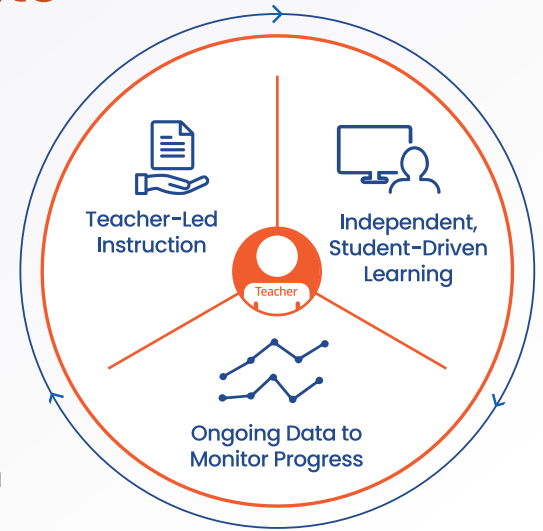 Teacher-Led
Instruction
Independent,
Student-Driven
Learning
Teacher
Ongoing Data to
Monitor Progress